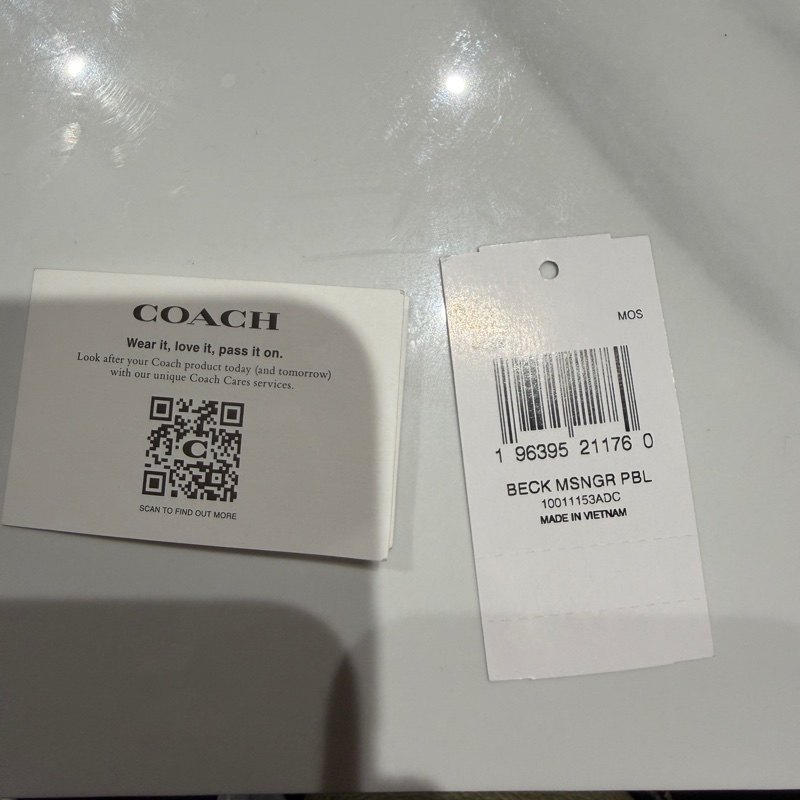 COACH
Wear it, love it, pass it on.
Look after your Coach product today (and tomorrow)
with our unique Coach Cares services.
C
SCAN TO FIND OUT MORE
MOS
1 96395 21176 0
BECK MSNGR PBL
10011153ADC
MADE IN VIETNAM